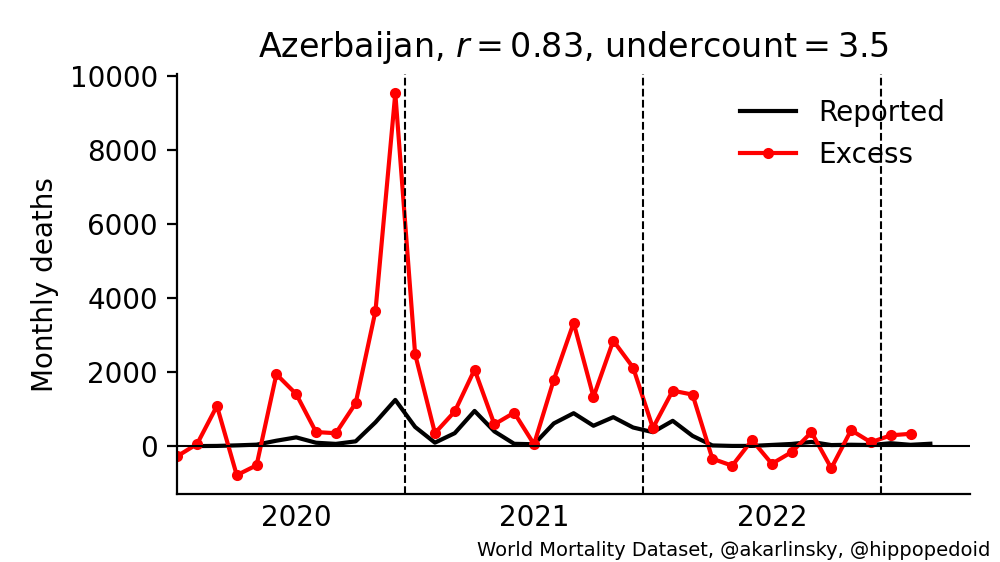 Azerbaijan, r = 0.83, undercount = 3.5
10000
8000
6000
4000
2000
0
Monthly deaths
Reported
Excess
2020 2021 2022
World Mortality Dataset, @akarlinsky, @hippopedoid